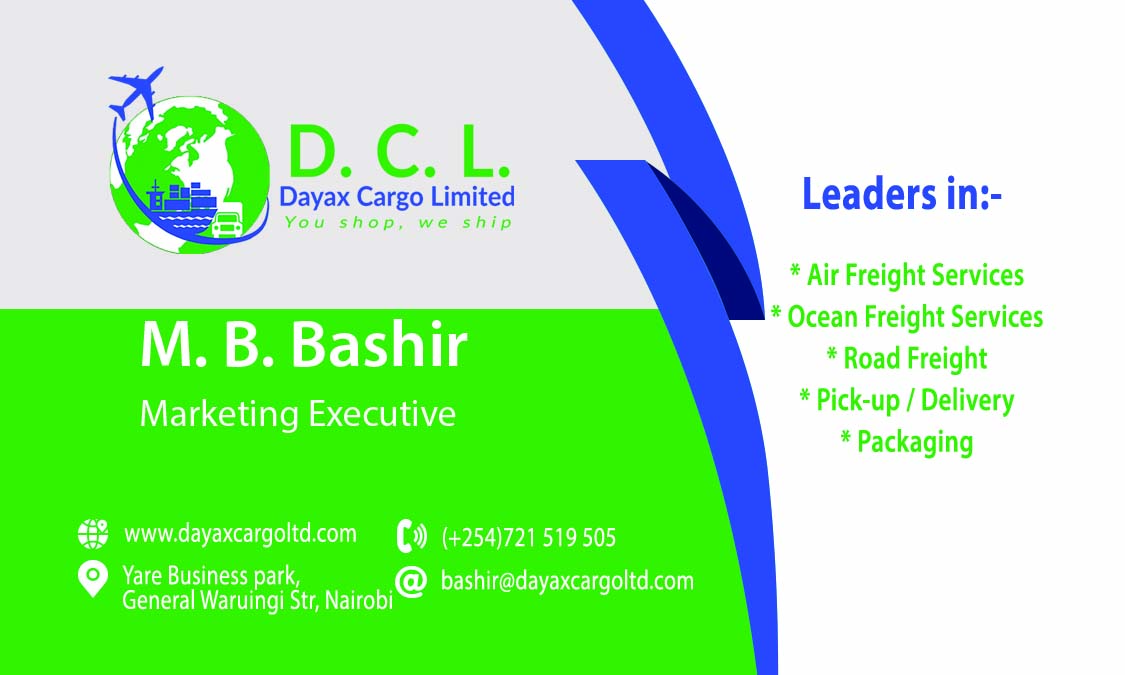 D. C. L.
Dayax Cargo Limited
You shop, we ship
M. B. Bashir
Marketing Executive
www.dayaxcargoltd.com
Yare Business park,
General Waruingi Str, Nairobi
(+254)721 519 505
bashir@dayaxcargoltd.com
Leaders in:-
* Air Freight Services
* Ocean Freight Services
* Road Freight
* Pick-up / Delivery
* Packaging